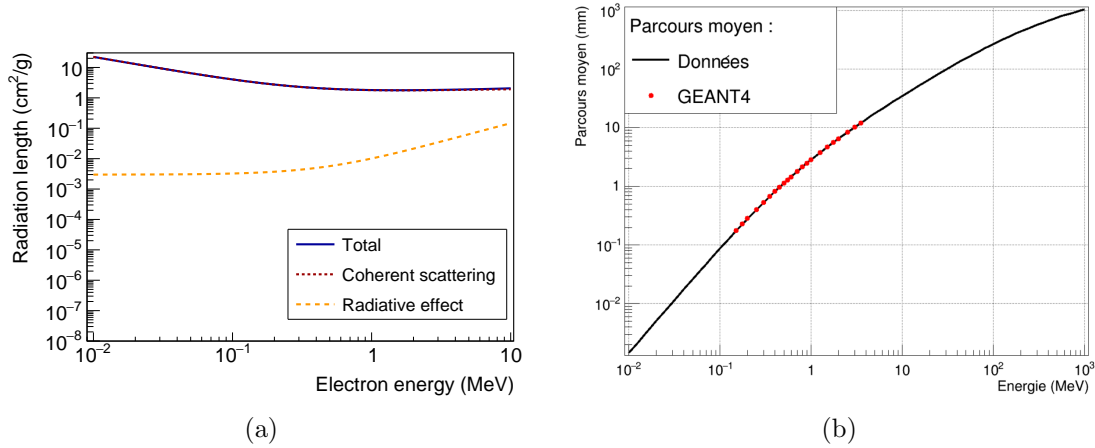 Radiation length (cm²/g)
10
1
10⁻¹
10⁻²
10⁻³
10⁻⁴
10⁻⁵
10⁻⁶
10⁻⁷
10⁻⁸
Total
Coherent scattering
Radiative effect
10⁻² 10⁻¹ 1 10
Electron energy (MeV)
(a)
Parcours moyen (mm)
10³
10²
10
1
10⁻¹
10⁻²
Parcours moyen :
Données
GEANT4
10⁻² 10⁻¹ 1 10 10² 10³
Energie (MeV)
(b)